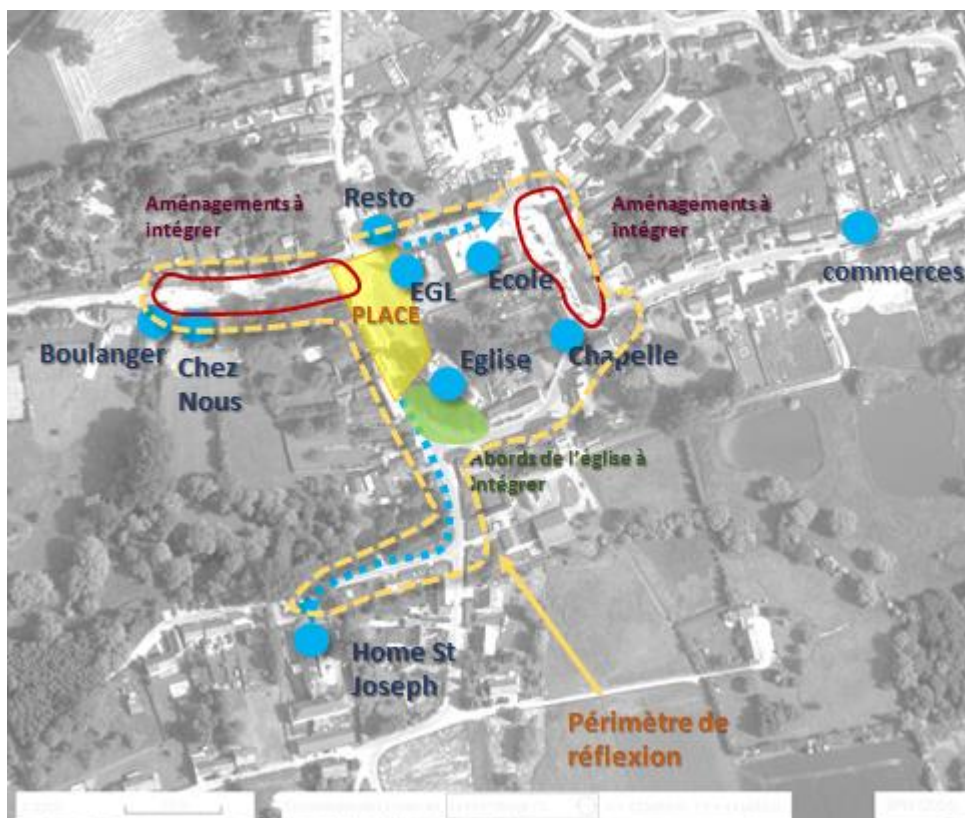 Resto
Aménagements à
intégrer
Aménagements à
intégrer
EGL
Ecole
commerces
PLACE
Boulanger
Chez
Nous
Eglise
Chapelle
Abords de l'église à
intégrer
Home St
Joseph
Périmètre de
réflexion